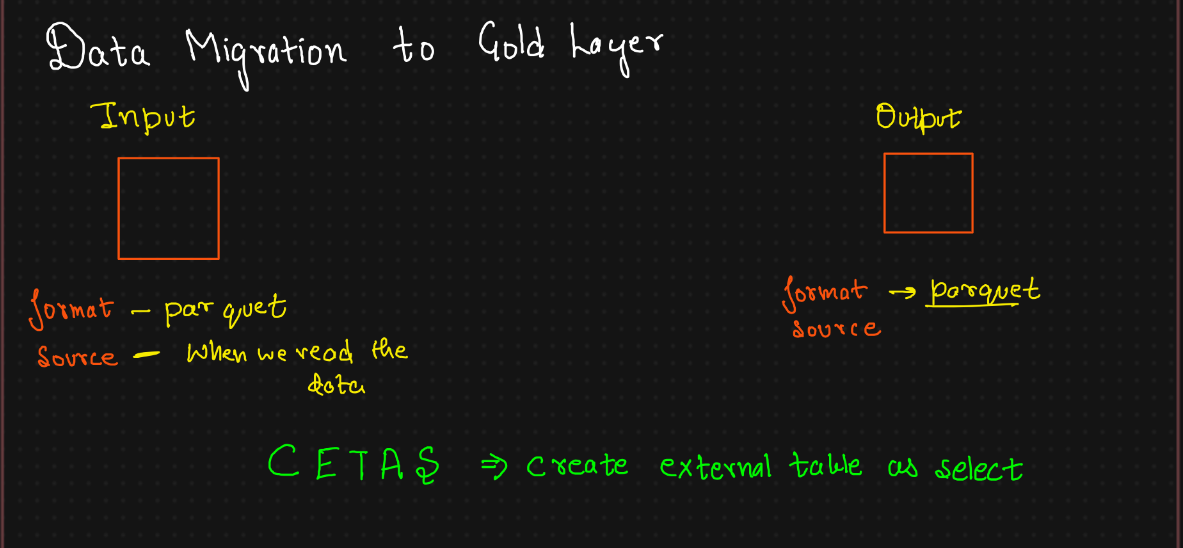 Data Migration to Gold Layer
Input
Output
format - parquet
source - When we read the
data
format → parquet
source
CETAS ⇒ create external table as select